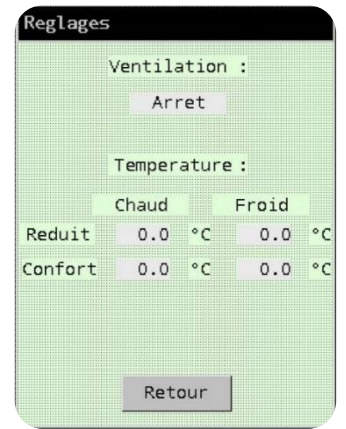 Reglages
Ventilation :
Arret
Temperature :
Chaud Froid
Reduit 0.0 °C 0.0 °C
Confort 0.0 °C 0.0 °C
Retour